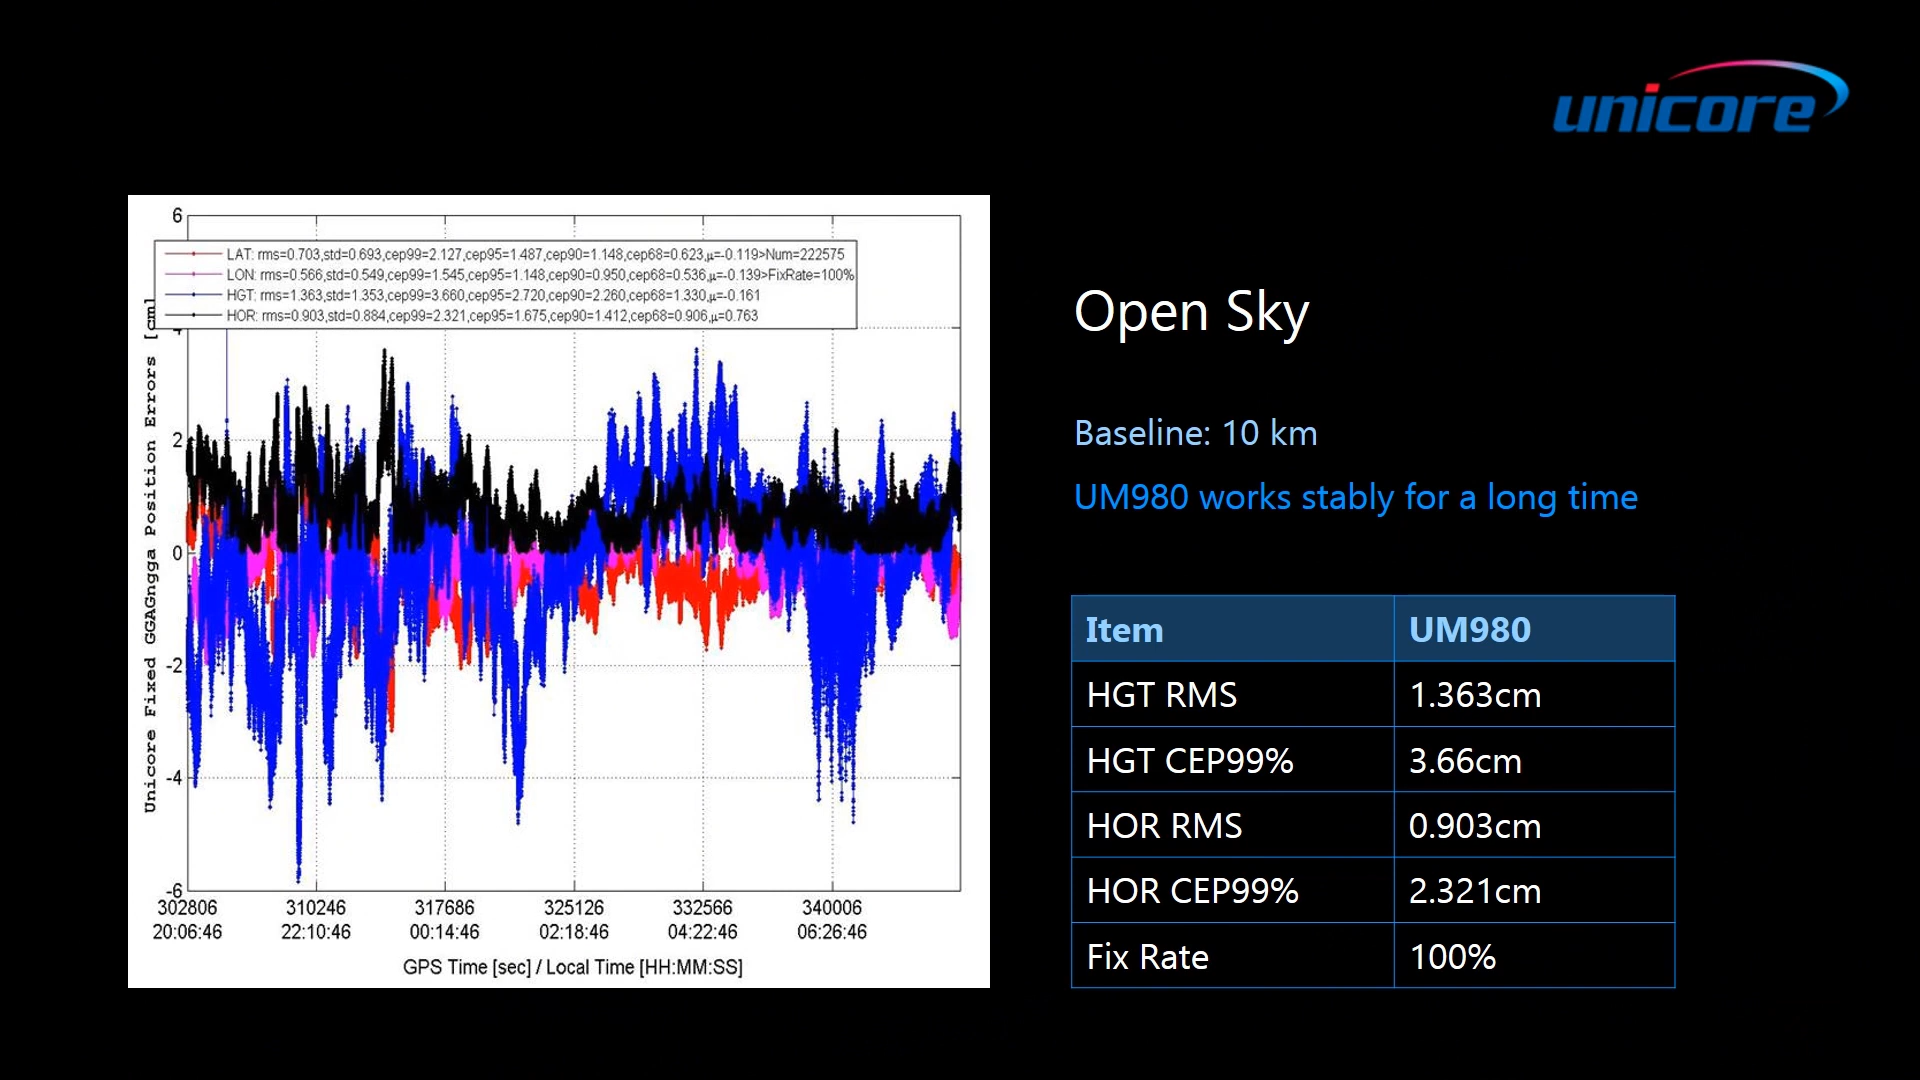 unicore
6
LAT: rms=0.703,std=0.693,cep99=2.127,cep95=1.487,cep90=1.148,cep68=0.623,μ=-0.119>Num=222575
LON: rms=0.566,std=0.549,cep99=1.545,cep95=1.148,cep90=0.950,cep68=0.536,μ=-0.139>FixRate=100%
HGT: rms=1.363,std=1.353,cep99=3.660,cep95=2.720,cep90=2.260,cep68=1.330,μ=-0.161
HOR: rms=0.903,std=0.884,cep99=2.321,cep95=1.675,cep90=1.412,cep68=0.906,μ=0.763
4
2
0
-2
-4
-6
Unicore Fixed GGAGngga Position Errors [cm]
302806 310246 317686 325126 332566 340006
20:06:46 22:10:46 00:14:46 02:18:46 04:22:46 06:26:46
GPS Time [sec] / Local Time [HH:MM:SS]
Open Sky
Baseline: 10 km
UM980 works stably for a long time
Item UM980
HGT RMS 1.363cm
HGT CEP99% 3.66cm
HOR RMS 0.903cm
HOR CEP99% 2.321cm
Fix Rate 100%